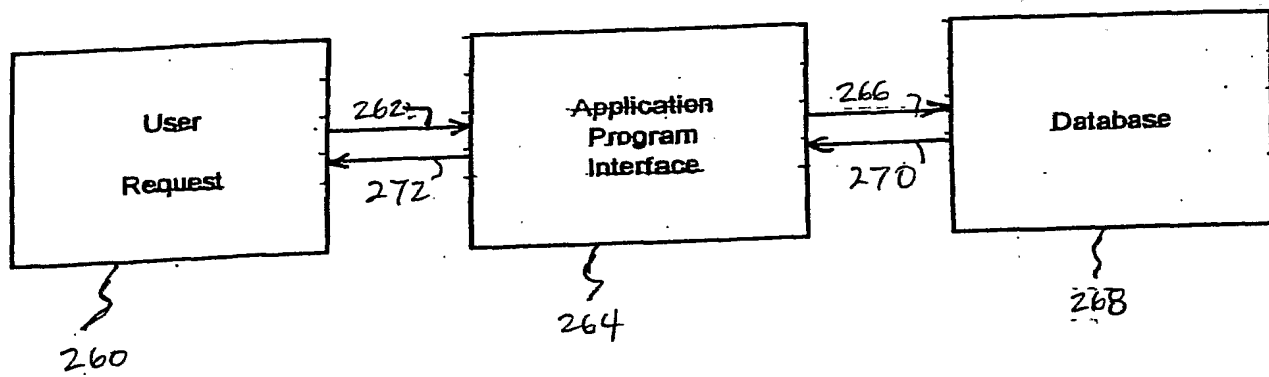 User
Request
262
272
Application
Program
Interface
266
270
Database
260
264
268